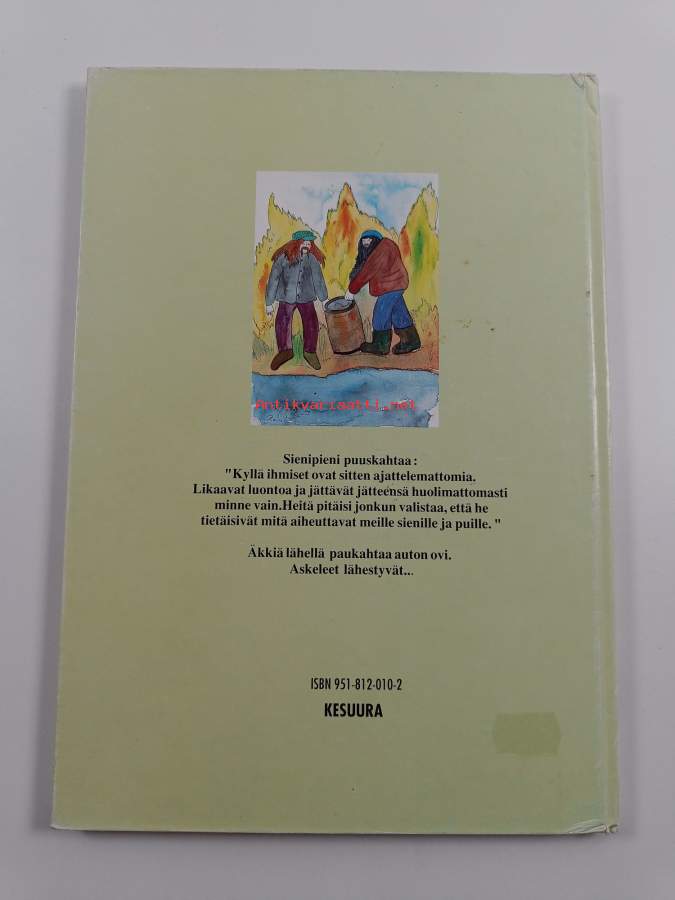 Antikvariaatti.net
Sienipieni puuskahtaa :
"Kyllä ihmiset ovat sitten ajattelemattomia.
Likaavat luontoa ja jättävät jätteensä huolimattomasti
minne vain.Heitä pitäisi jonkun valistaa, että he
tietäisivät mitä aiheuttavat meille sienille ja puille. "
Äkkiä lähellä paukahtaa auton ovi.
Askeleet lähestyvät...
ISBN 951-812-010-2
KESUURA